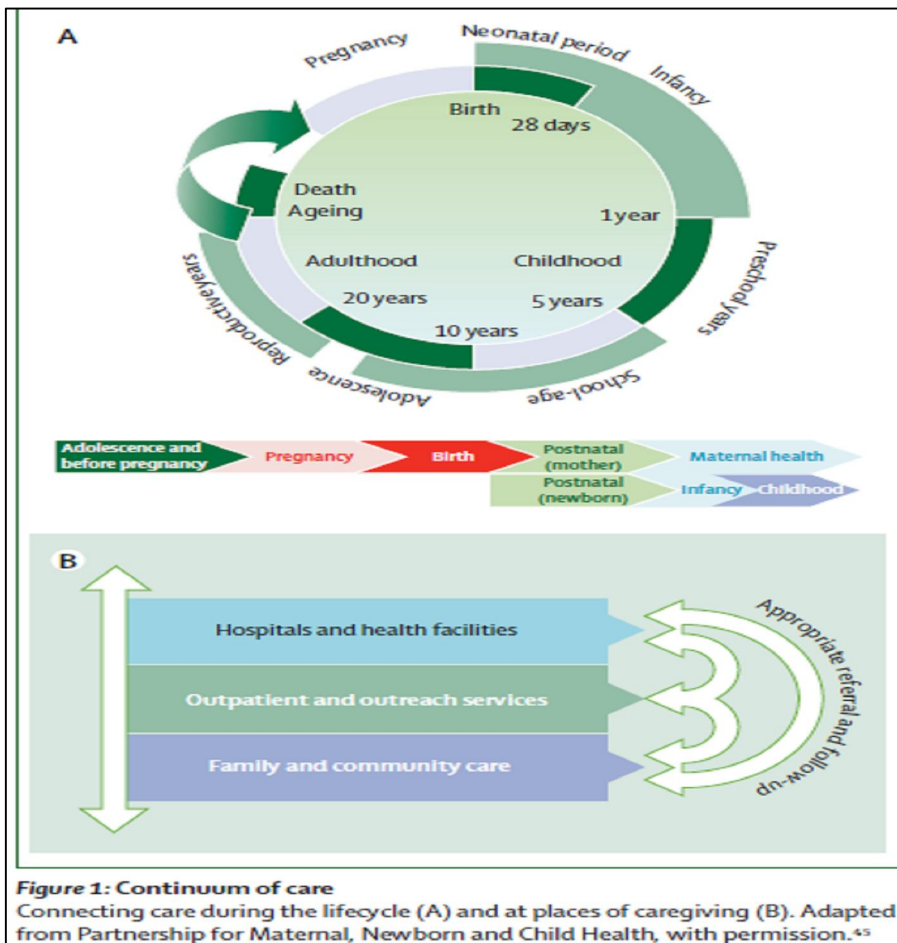 A
Pregnancy
Neonatal period
Infancy
Birth
28 days
Death
Ageing
1 year
Adulthood
Childhood
20 years
5 years
10 years
Preschool years
Reproductive years
Adolescence
School-age
Adolescence and
before pregnancy
Pregnancy
Birth
Postnatal
(mother)
Maternal health
Postnatal
(newborn)
Infancy
Childhood
B
Hospitals and health facilities
Outpatient and outreach services
Family and community care
Appropriate referral and follow-up
Figure 1: Continuum of care
Connecting care during the lifecycle (A) and at places of caregiving (B). Adapted
from Partnership for Maternal, Newborn and Child Health, with permission.⁴⁵